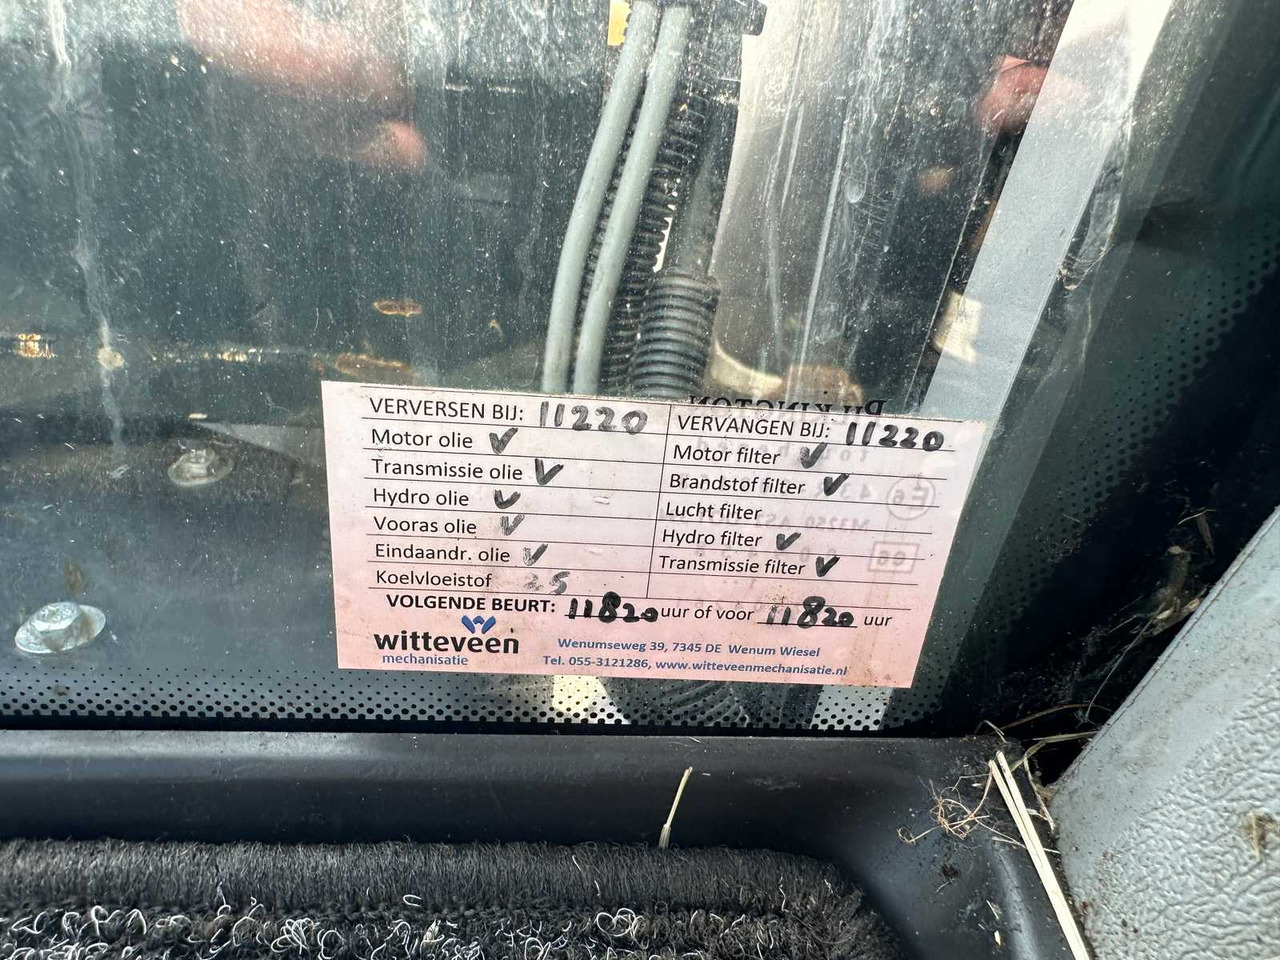 VERVERSEN BIJ: 11220
Motor olie ✓
Transmissie olie ✓
Hydro olie ✓
Vooras olie ✓
Eindaandr. olie ✓
Koelvloeistof 25
VERVANGEN BIJ: 11220
Motor filter ✓
Brandstof filter ✓
Lucht filter
Hydro filter ✓
Transmissie filter ✓
VOLGENDE BEURT: 11820 uur of voor 11820 uur
witteveen
mechanisatie
Wenumseweg 39, 7345 DE Wenum Wiesel
Tel. 055-3121286, www.witteveenmechanisatie.nl
PILKINGTON